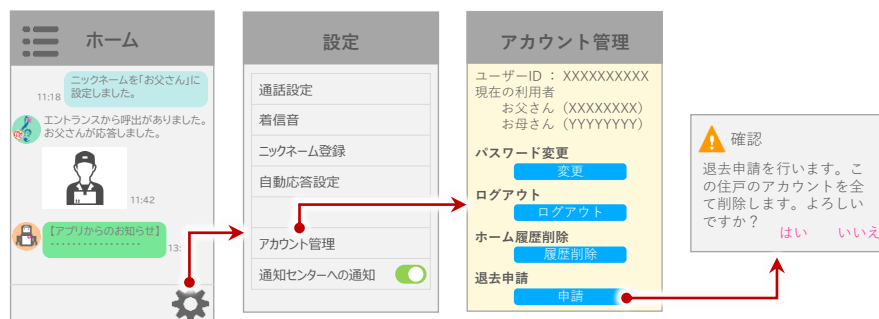 ホーム
ニックネームを「お父さん」に
設定しました。
11:18
エントランスから呼出がありました。
お父さんが応答しました。
11:42
【アプリからのお知らせ】
- - - - - - - - - - - - - - - -
13:
設定
通話設定
着信音
ニックネーム登録
自動応答設定
アカウント管理
通知センターへの通知
アカウント管理
ユーザーID ： XXXXXXXXXX
現在の利用者
お父さん（XXXXXXXX）
お母さん（YYYYYYYY）
パスワード変更
変更
ログアウト
ログアウト
ホーム履歴削除
履歴削除
退去申請
申請
確認
退去申請を行います。こ
の住戸のアカウントを全
て削除します。よろしい
ですか？
はい いいえ